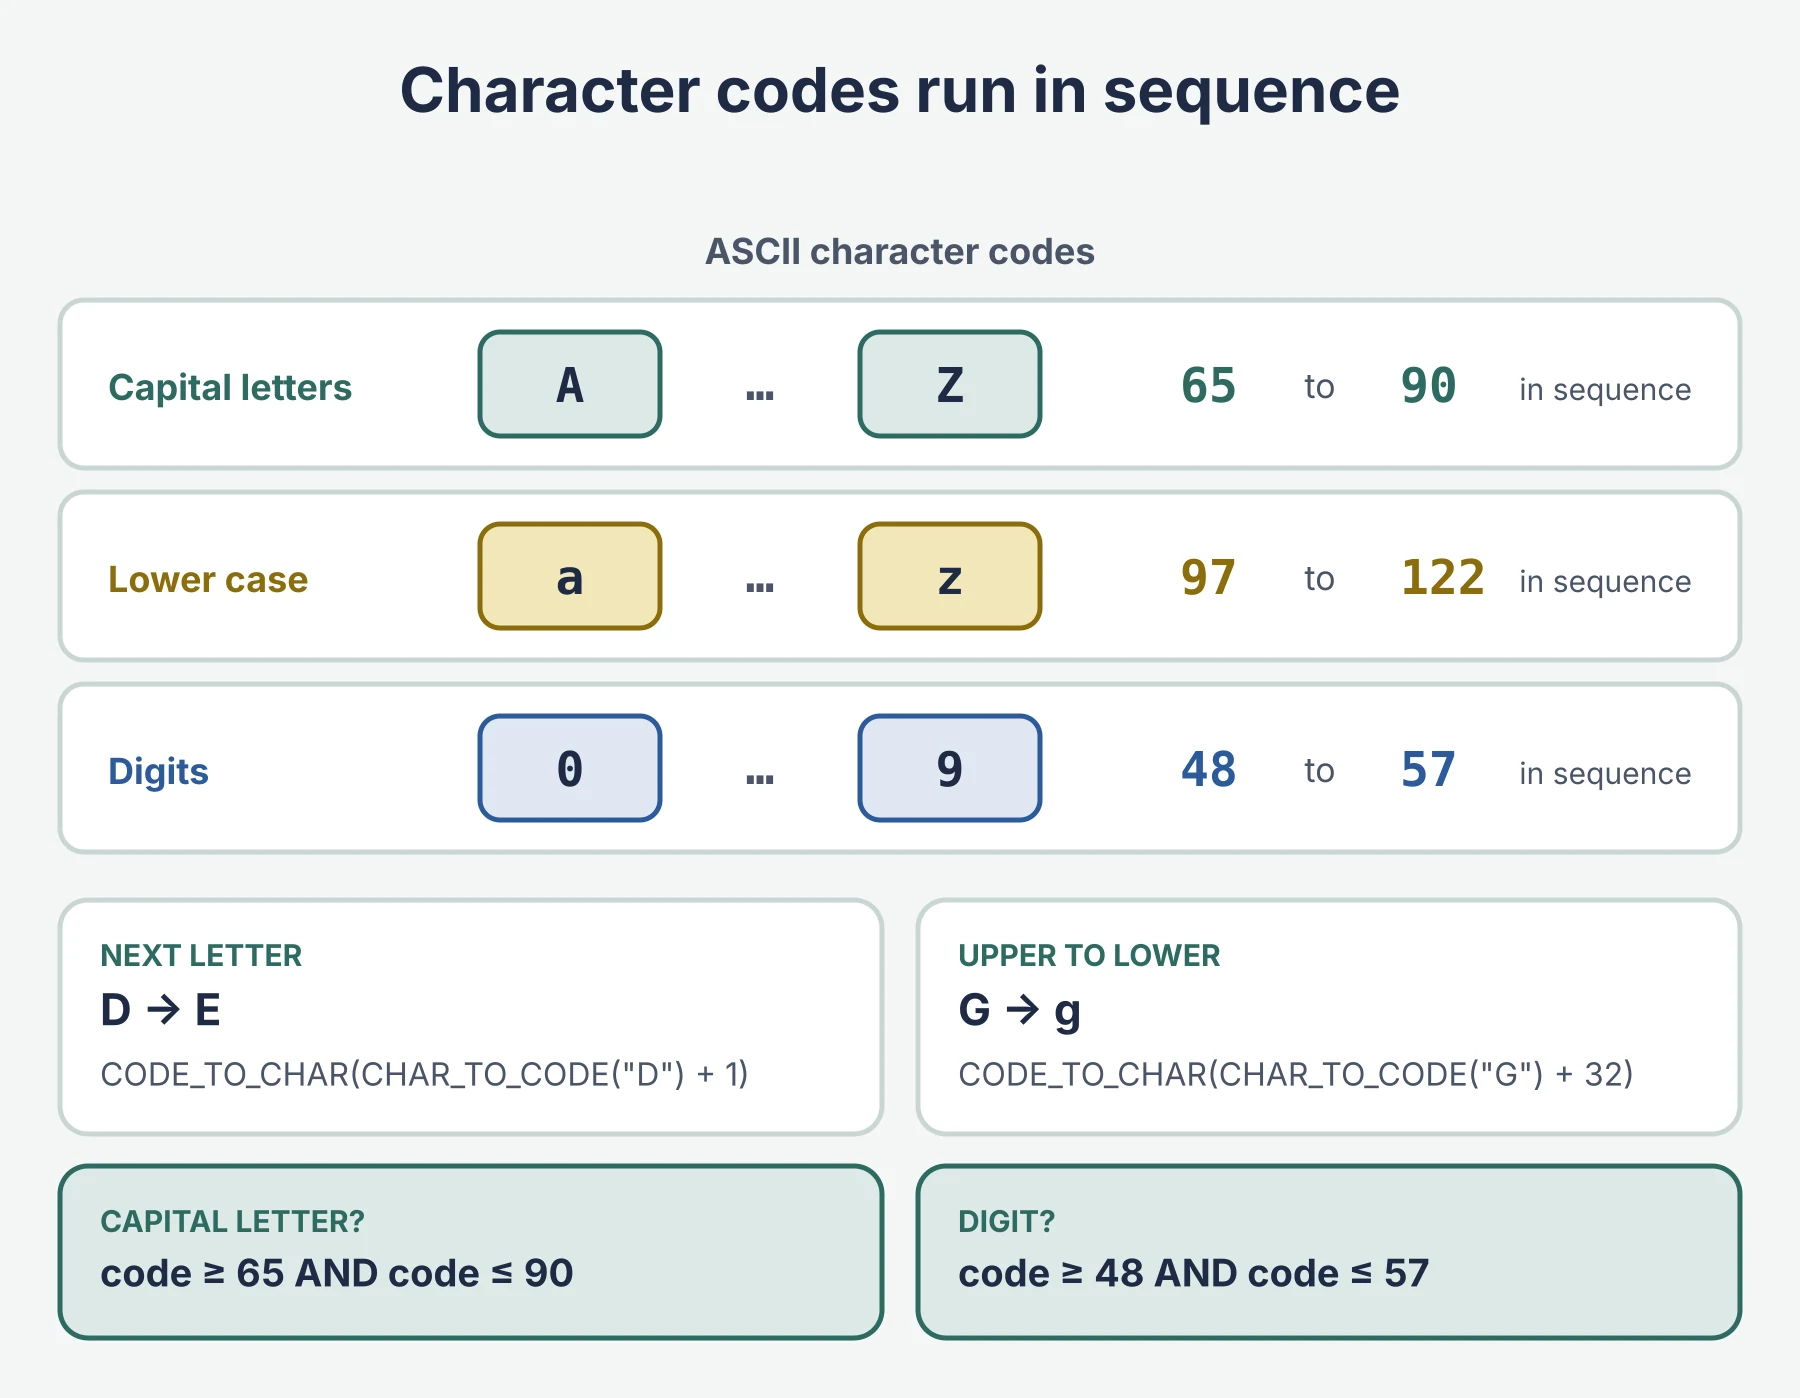 Character codes run in sequence
ASCII character codes
Capital letters A … Z 65 to 90 in sequence
Lower case a … z 97 to 122 in sequence
Digits 0 … 9 48 to 57 in sequence
NEXT LETTER
D → E
CODE_TO_CHAR(CHAR_TO_CODE("D") + 1)
UPPER TO LOWER
G → g
CODE_TO_CHAR(CHAR_TO_CODE("G") + 32)
CAPITAL LETTER?
code ≥ 65 AND code ≤ 90
DIGIT?
code ≥ 48 AND code ≤ 57